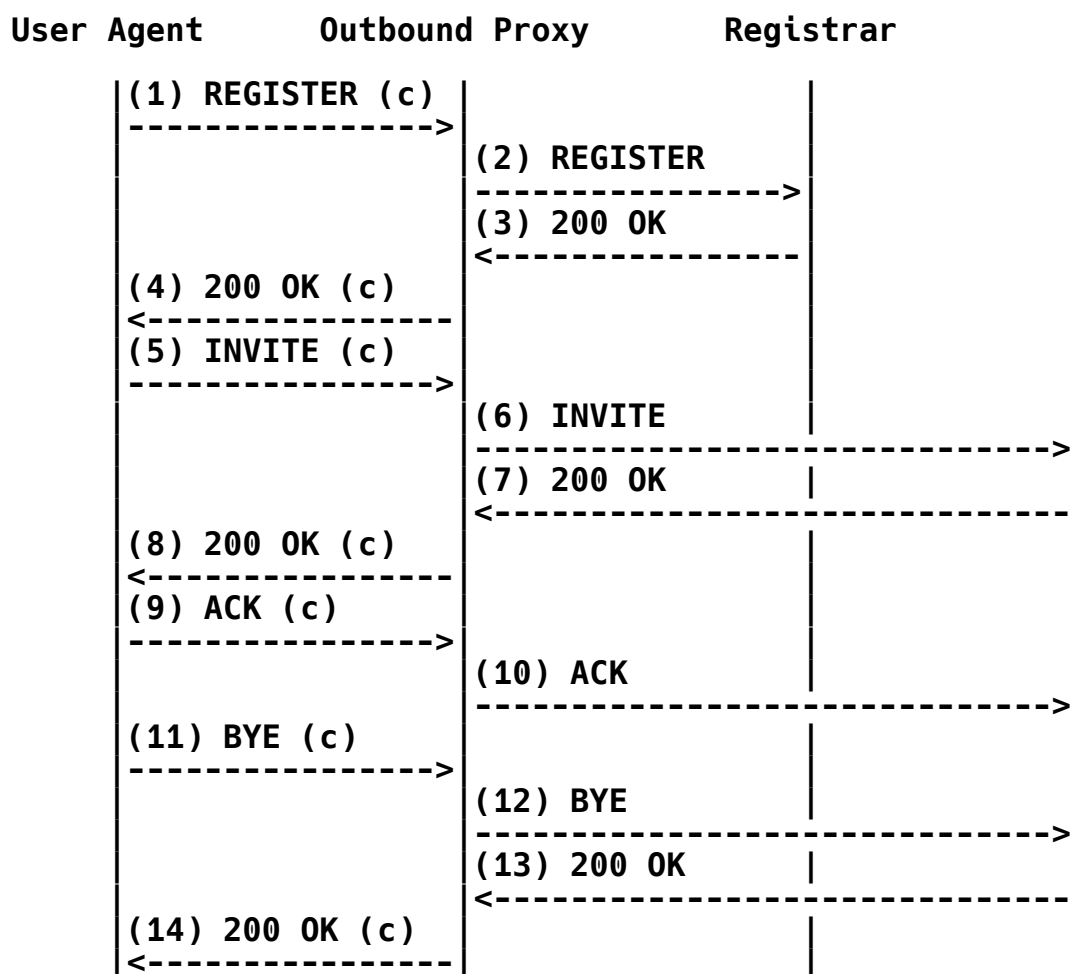 User Agent Outbound Proxy Registrar
(1) REGISTER (c)
(2) REGISTER
(3) 200 OK
(4) 200 OK (c)
(5) INVITE (c)
(6) INVITE
(7) 200 OK
(8) 200 OK (c)
(9) ACK (c)
(10) ACK
(11) BYE (c)
(12) BYE
(13) 200 OK
(14) 200 OK (c)